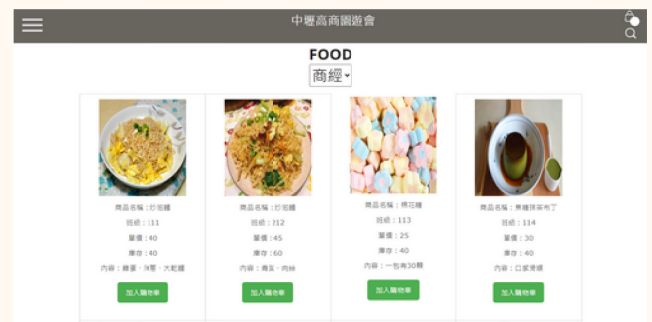 中壢高商園遊會
FOOD
商經
商品名稱：炒泡麵
班級：111
單價：40
庫存：40
內容：雞蛋、洋蔥、大乾麵
加入購物車
商品名稱：炒泡麵
班級：112
單價：45
庫存：60
內容：肉絲
加入購物車
商品名稱：棉花糖
班級：113
單價：25
庫存：40
內容：一包有30顆
加入購物車
商品名稱：黑糖抹茶布丁
班級：114
單價：30
庫存：40
內容：口感滑順
加入購物車